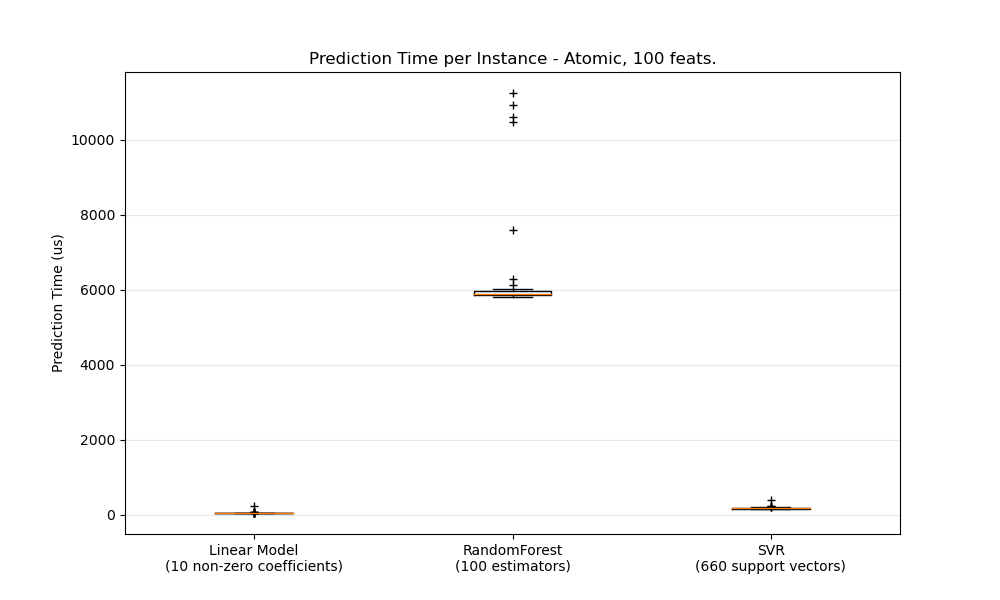 Prediction Time per Instance - Atomic, 100 feats.
Prediction Time (us)
10000
8000
6000
4000
2000
0
Linear Model
(10 non-zero coefficients)
RandomForest
(100 estimators)
SVR
(660 support vectors)